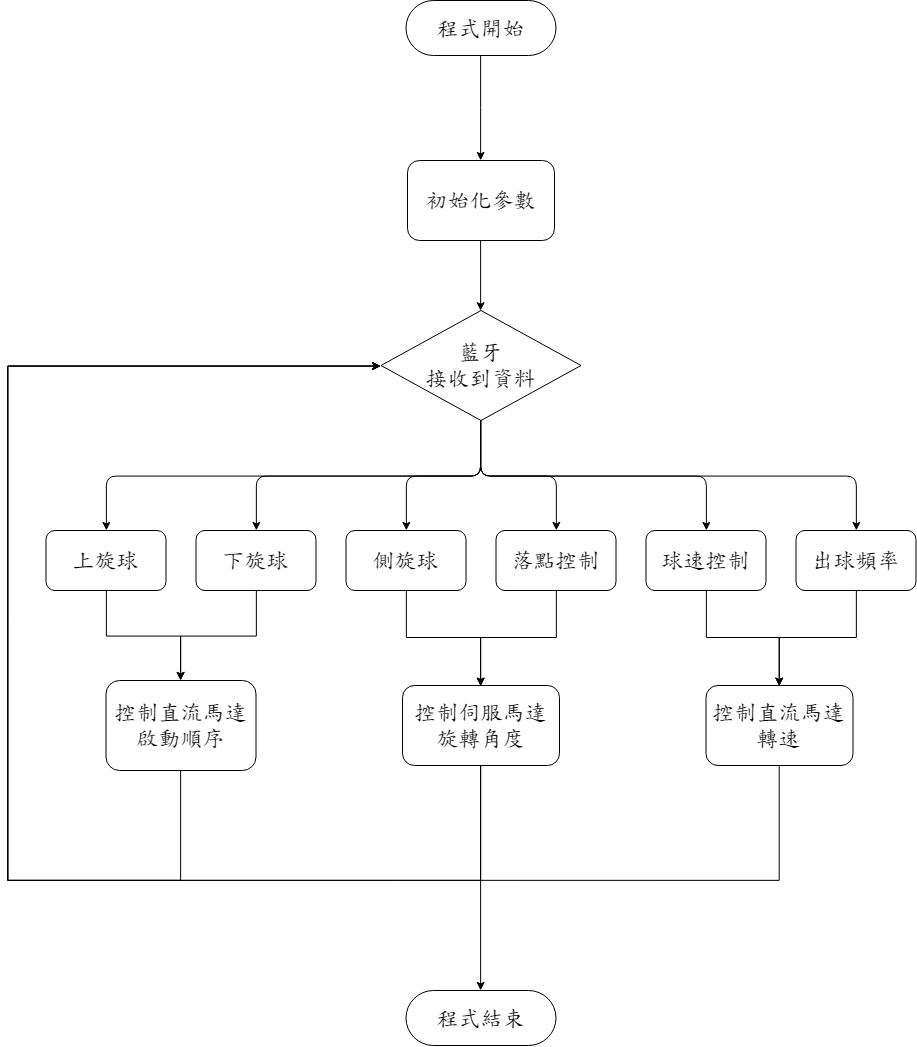 程式開始
初始化參數
藍牙
接收到資料
上旋球
下旋球
側旋球
落點控制
球速控制
出球頻率
控制直流馬達
啟動順序
控制伺服馬達
旋轉角度
控制直流馬達
轉速
程式結束